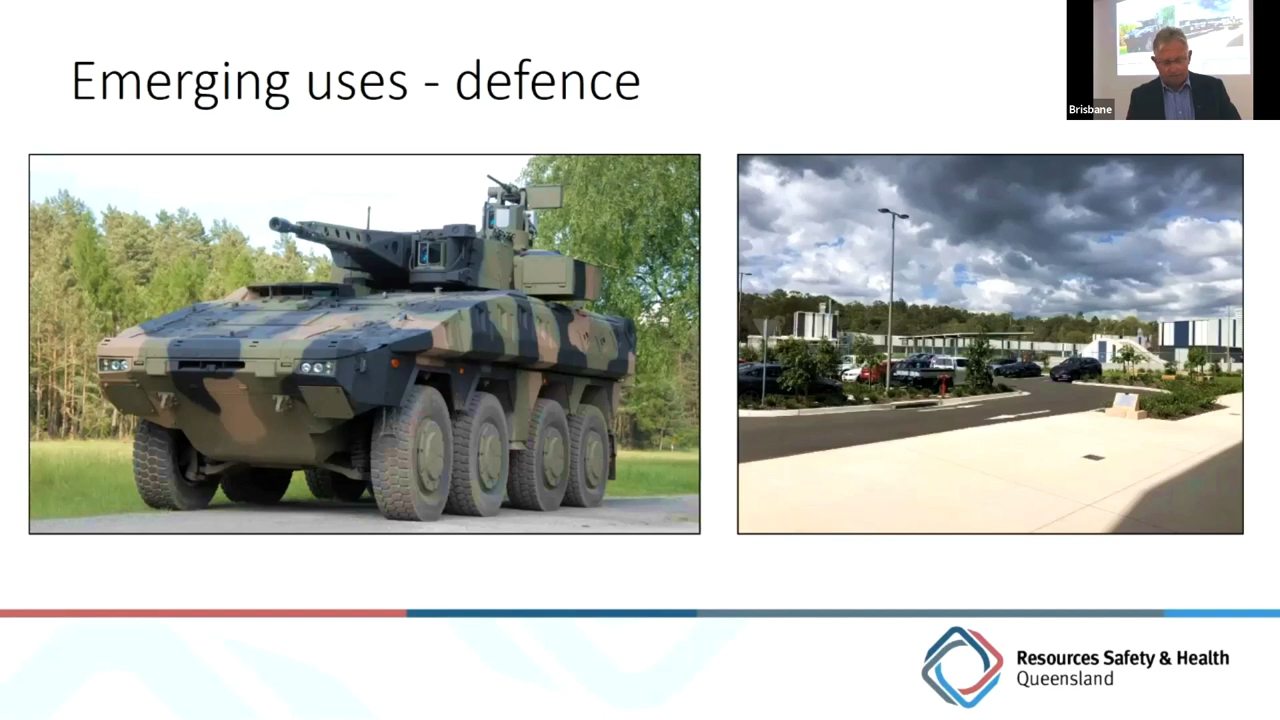 Emerging uses - defence
Brisbane
Resources Safety & Health
Queensland